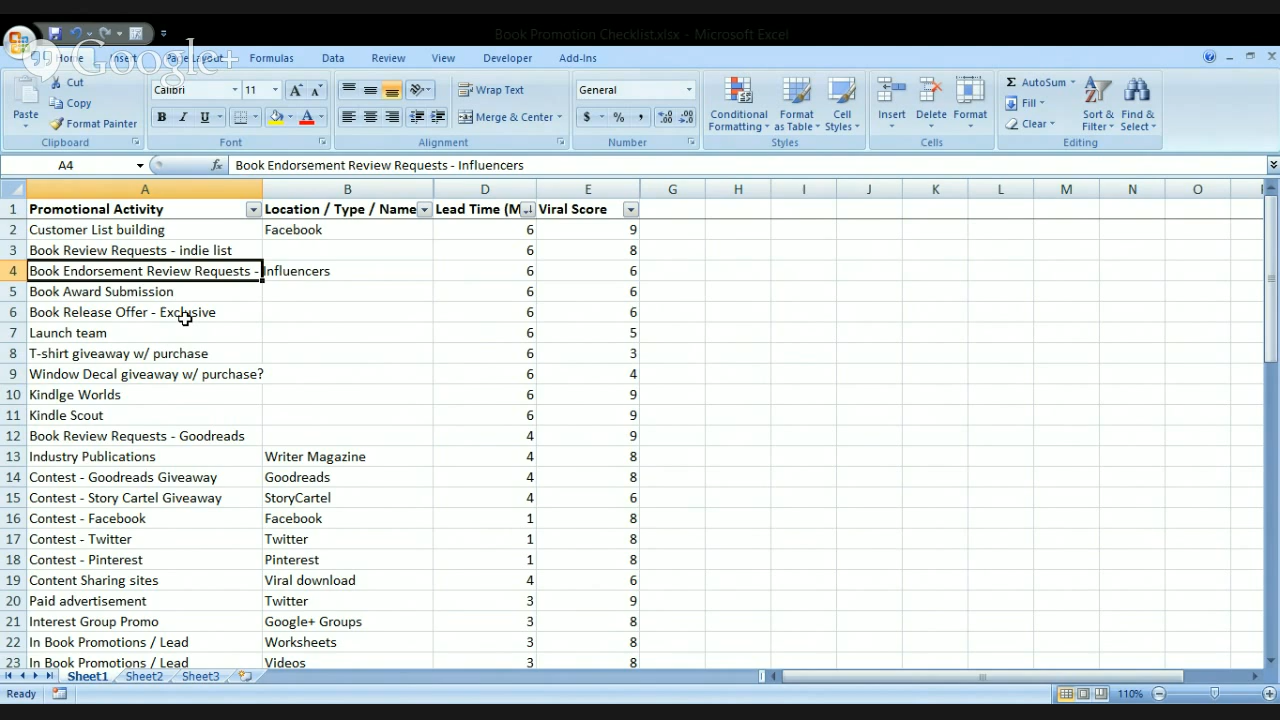 Book Promotion Checklist.xlsx - Microsoft Excel
Google+
Home Insert Page Layout Formulas Data Review View Developer Add-Ins
Paste Cut Copy Format Painter Clipboard
Calibri 11 Font
Wrap Text Merge & Center Alignment
General $ % , Number
Conditional Formatting Format as Table Cell Styles Styles
Insert Delete Format Cells
AutoSum Fill Clear Sort & Filter Find & Select Editing
A4 fx Book Endorsement Review Requests - Influencers
A B D E G H I J K L M N O
1 Promotional Activity Location / Type / Name Lead Time (M Viral Score
2 Customer List building Facebook 6 9
3 Book Review Requests - indie list 6 8
4 Book Endorsement Review Requests - Influencers 6 6
5 Book Award Submission 6 6
6 Book Release Offer - Exclusive 6 6
7 Launch team 6 5
8 T-shirt giveaway w/ purchase 6 3
9 Window Decal giveaway w/ purchase? 6 4
10 Kindlge Worlds 6 9
11 Kindle Scout 6 9
12 Book Review Requests - Goodreads 4 9
13 Industry Publications Writer Magazine 4 8
14 Contest - Goodreads Giveaway Goodreads 4 8
15 Contest - Story Cartel Giveaway StoryCartel 4 6
16 Contest - Facebook Facebook 1 8
17 Contest - Twitter Twitter 1 8
18 Contest - Pinterest Pinterest 1 8
19 Content Sharing sites Viral download 4 6
20 Paid advertisement Twitter 3 9
21 Interest Group Promo Google+ Groups 3 8
22 In Book Promotions / Lead Worksheets 3 8
23 In Book Promotions / Lead Videos 3 8
Sheet1 Sheet2 Sheet3
Ready 110%